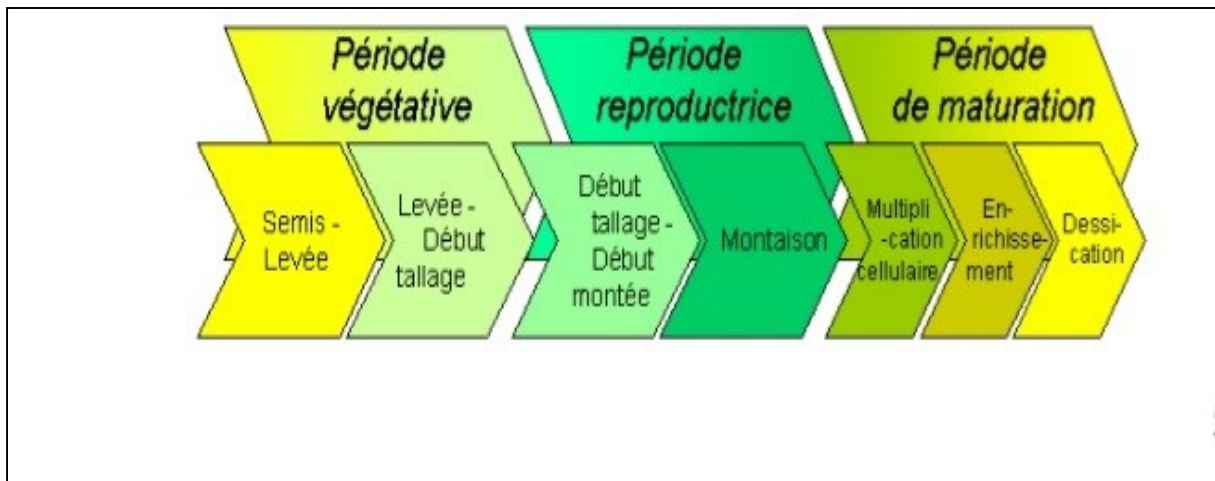 Période
végétative
Période
reproductrice
Période
de maturation
Semis -
Levée
Levée -
Début
tallage
Début
tallage -
Début
montée
Montaison
Multipli
-cation
cellulaire
En-
richisse-
ment
Dessi-
cation